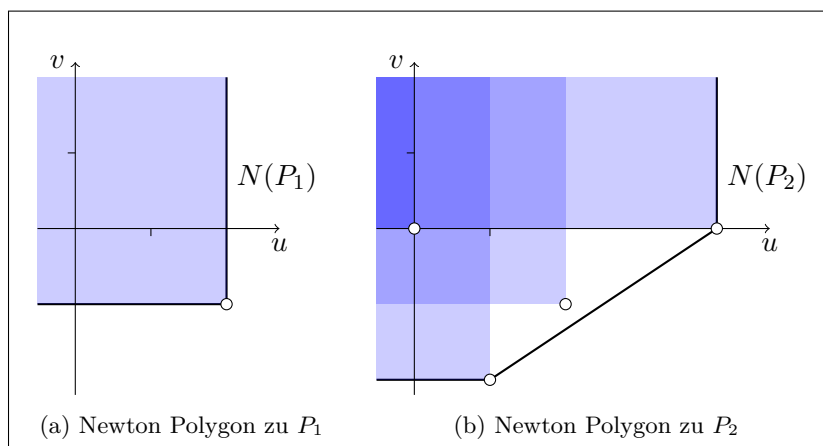 v
v
N(P₁)
N(P₂)
u
u
(a) Newton Polygon zu P₁
(b) Newton Polygon zu P₂